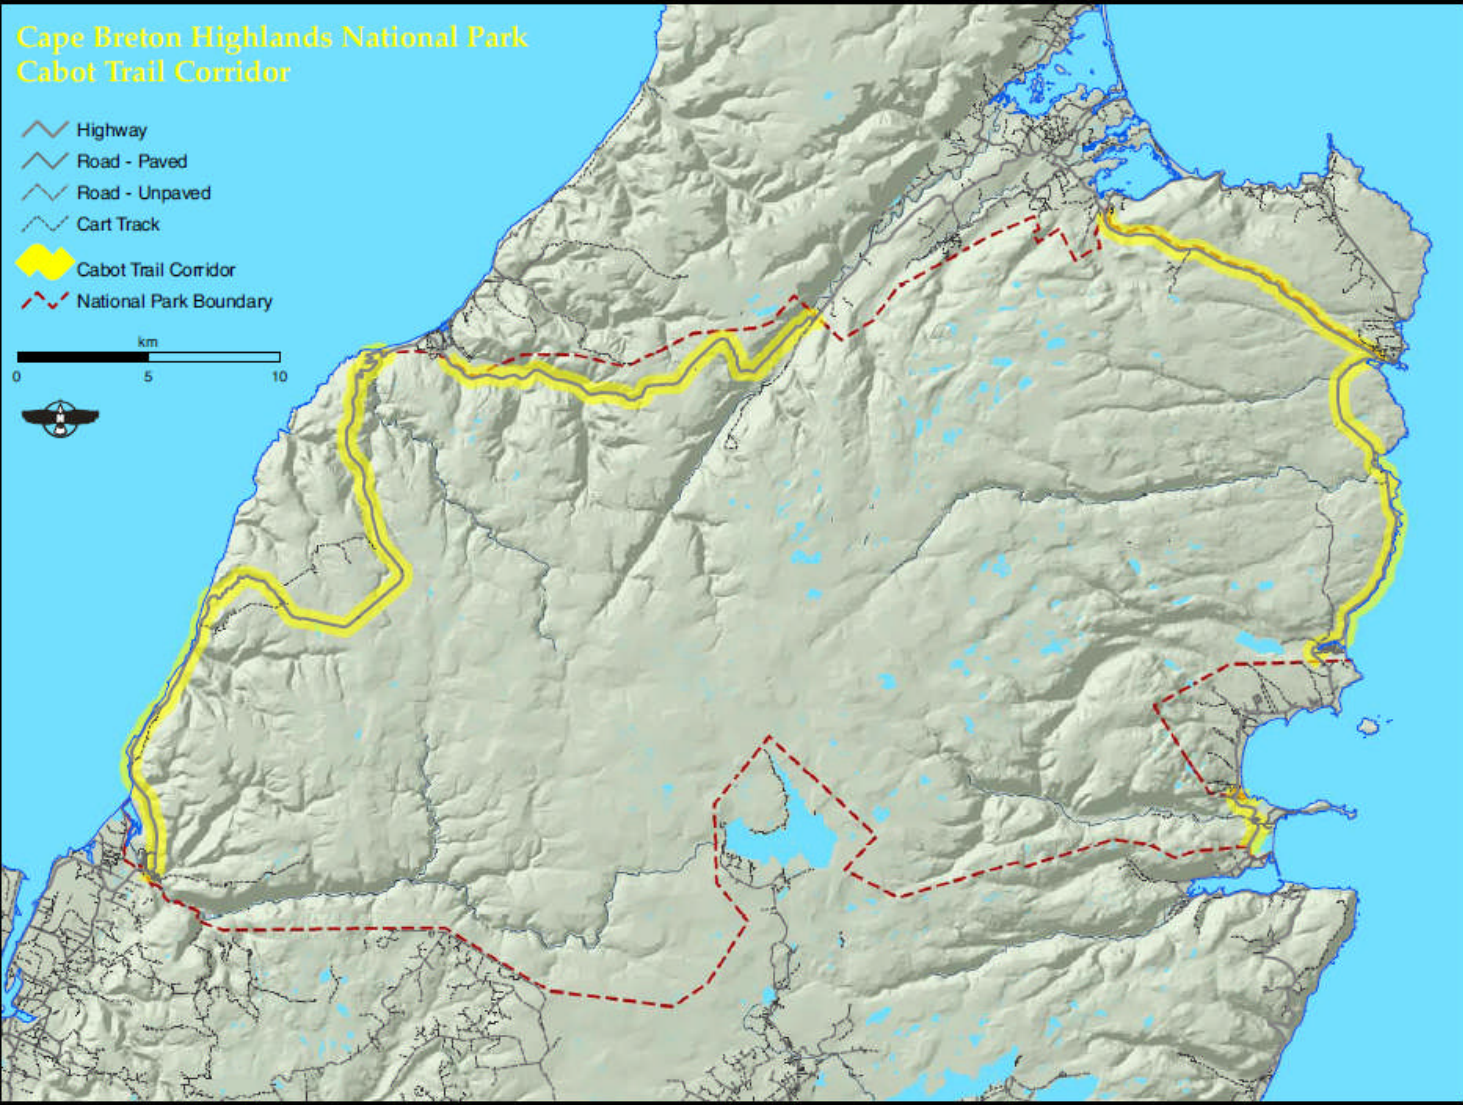 Cape Breton Highlands National Park
Cabot Trail Corridor
Highway
Road - Paved
Road - Unpaved
Cart Track
Cabot Trail Corridor
National Park Boundary
km
0 5 10
N